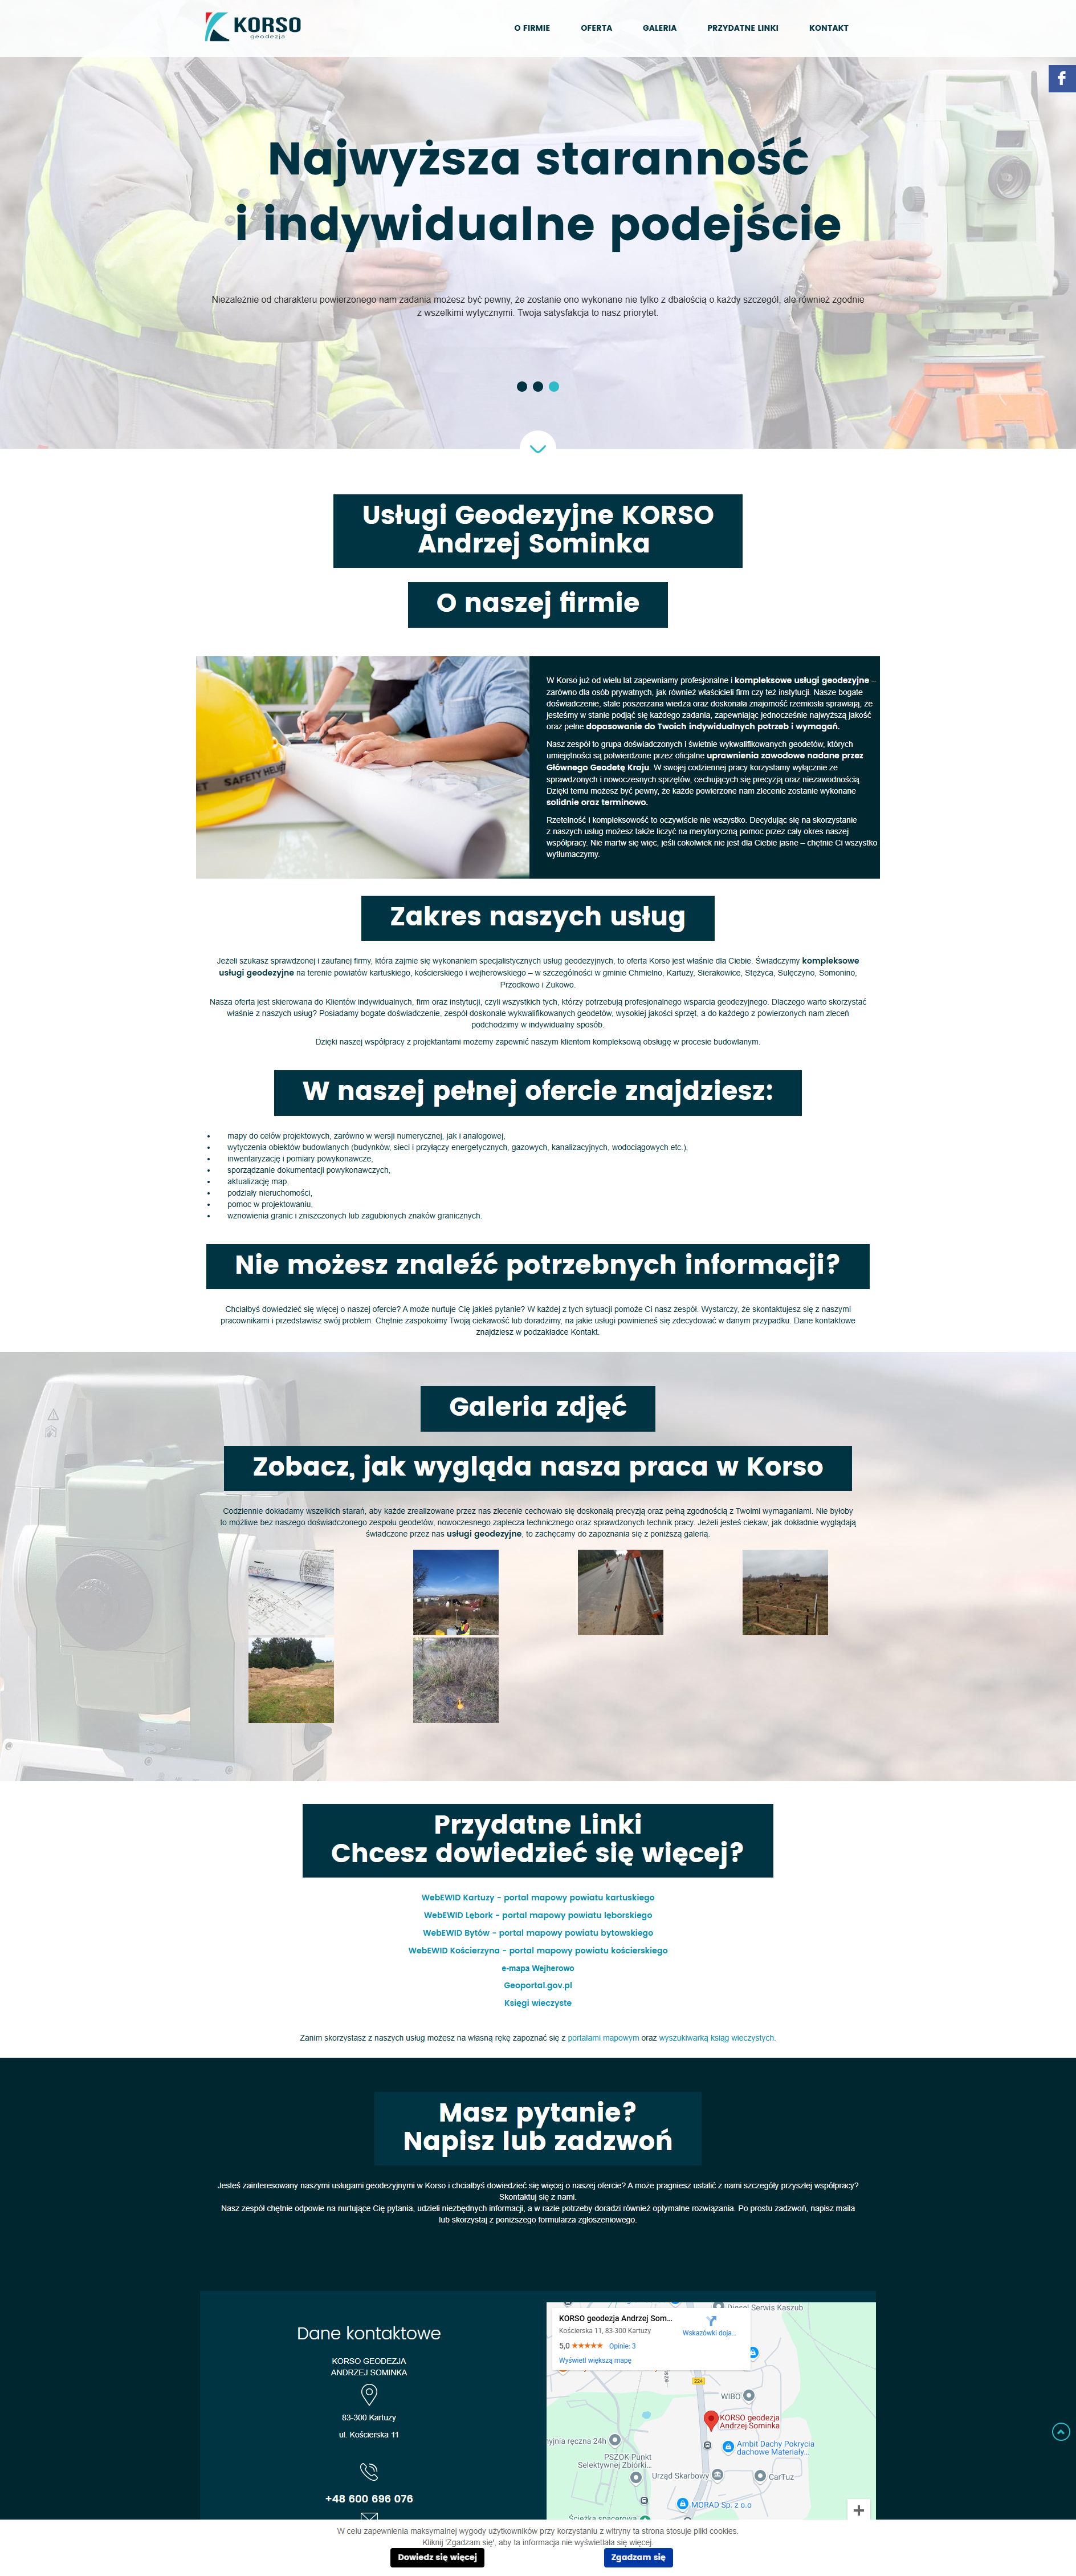 KORSO
geodezja
O FIRMIE OFERTA GALERIA PRZYDATNE LINKI KONTAKT
f
Najwyższa staranność
i indywidualne podejście
Niezależnie od charakteru powierzonego nam zadania możesz być pewny, że zostanie ono wykonane nie tylko z dbałością o każdy szczegół, ale również zgodnie
z wszelkimi wytycznymi. Twoja satysfakcja to nasz priorytet.
Usługi Geodezyjne KORSO
Andrzej Sominka
O naszej firmie
SAFETY HEL
W Korso już od wielu lat zapewniamy profesjonalne i kompleksowe usługi geodezyjne –
zarówno dla osób prywatnych, jak również właścicieli firm czy też instytucji. Nasze bogate
doświadczenie, stale poszerzana wiedza oraz doskonała znajomość rzemiosła sprawiają, że
jesteśmy w stanie podjąć się każdego zadania, zapewniając jednocześnie najwyższą jakość
oraz pełne dopasowanie do Twoich indywidualnych potrzeb i wymagań.
Nasz zespół to grupa doświadczonych i świetnie wykwalifikowanych geodetów, których
umiejętności są potwierdzone przez oficjalne uprawnienia zawodowe nadane przez
Głównego Geodetę Kraju. W swojej codziennej pracy korzystamy wyłącznie ze
sprawdzonych i nowoczesnych sprzętów, cechujących się precyzją oraz niezawodnością.
Dzięki temu możesz być pewny, że każde powierzone nam zlecenie zostanie wykonane
solidnie oraz terminowo.
Rzetelność i kompleksowość to oczywiście nie wszystko. Decydując się na skorzystanie
z naszych usług możesz także liczyć na merytoryczną pomoc przez cały okres naszej
współpracy. Nie martw się więc, jeśli cokolwiek nie jest dla Ciebie jasne – chętnie Ci wszystko
wytłumaczymy.
Zakres naszych usług
Jeżeli szukasz sprawdzonej i zaufanej firmy, która zajmie się wykonaniem specjalistycznych usług geodezyjnych, to oferta Korso jest właśnie dla Ciebie. Świadczymy kompleksowe
usługi geodezyjne na terenie powiatów kartuskiego, kościerskiego i wejherowskiego – w szczególności w gminie Chmielno, Kartuzy, Sierakowice, Stężyca, Sulęczyno, Somonino,
Przodkowo i Żukowo.
Nasza oferta jest skierowana do Klientów indywidualnych, firm oraz instytucji, czyli wszystkich tych, którzy potrzebują profesjonalnego wsparcia geodezyjnego. Dlaczego warto skorzystać
właśnie z naszych usług? Posiadamy bogate doświadczenie, zespół doskonale wykwalifikowanych geodetów, wysokiej jakości sprzęt, a do każdego z powierzonych nam zleceń
podchodzimy w indywidualny sposób.
Dzięki naszej współpracy z projektantami możemy zapewnić naszym klientom kompleksową obsługę w procesie budowlanym.
W naszej pełnej ofercie znajdziesz:
• mapy do celów projektowych, zarówno w wersji numerycznej, jak i analogowej,
• wytyczenia obiektów budowlanych (budynków, sieci i przyłączy energetycznych, gazowych, kanalizacyjnych, wodociągowych etc.),
• inwentaryzację i pomiary powykonawcze,
• sporządzanie dokumentacji powykonawczych,
• aktualizację map,
• podziały nieruchomości,
• pomoc w projektowaniu,
• wznowienia granic i zniszczonych lub zagubionych znaków granicznych.
Nie możesz znaleźć potrzebnych informacji?
Chciałbyś dowiedzieć się więcej o naszej ofercie? A może nurtuje Cię jakieś pytanie? W każdej z tych sytuacji pomoże Ci nasz zespół. Wystarczy, że skontaktujesz się z naszymi
pracownikami i przedstawisz swój problem. Chętnie zaspokoimy Twoją ciekawość lub doradzimy, na jakie usługi powinieneś się zdecydować w danym przypadku. Dane kontaktowe
znajdziesz w podzakładce Kontakt.
Galeria zdjęć
Zobacz, jak wygląda nasza praca w Korso
Codziennie dokładamy wszelkich starań, aby każde zrealizowane przez nas zlecenie cechowało się doskonałą precyzją oraz pełną zgodnością z Twoimi wymaganiami. Nie byłoby
to możliwe bez naszego doświadczonego zespołu geodetów, nowoczesnego zaplecza technicznego oraz sprawdzonych technik pracy. Jeżeli jesteś ciekaw, jak dokładnie wyglądają
świadczone przez nas usługi geodezyjne, to zachęcamy do zapoznania się z poniższą galerią.
Przydatne Linki
Chcesz dowiedzieć się więcej?
WebEWID Kartuzy - portal mapowy powiatu kartuskiego
WebEWID Lębork - portal mapowy powiatu lęborskiego
WebEWID Bytów - portal mapowy powiatu bytowskiego
WebEWID Kościerzyna - portal mapowy powiatu kościerskiego
e-mapa Wejherowo
Geoportal.gov.pl
Księgi wieczyste
Zanim skorzystasz z naszych usług możesz na własną rękę zapoznać się z portalami mapowym oraz wyszukiwarką ksiąg wieczystych.
Masz pytanie?
Napisz lub zadzwoń
Jesteś zainteresowany naszymi usługami geodezyjnymi w Korso i chciałbyś dowiedzieć się więcej o naszej ofercie? A może pragniesz ustalić z nami szczegóły przyszłej współpracy?
Skontaktuj się z nami.
Nasz zespół chętnie odpowie na nurtujące Cię pytania, udzieli niezbędnych informacji, a w razie potrzeby doradzi również optymalne rozwiązania. Po prostu zadzwoń, napisz maila
lub skorzystaj z poniższego formularza zgłoszeniowego.
Dane kontaktowe
KORSO GEODEZJA
ANDRZEJ SOMINKA
83-300 Kartuzy
ul. Kościerska 11
+48 600 696 076
Diesel Serwis Kaszub
KORSO geodezja Andrzej Som...
Kościerska 11, 83-300 Kartuzy
5,0 ★★★★★ Opinie: 3
Wyświetl większą mapę
Wskazówki doja...
224
WIBO
KORSO geodezja
Andrzej Sominka
yjnia ręczna 24h
Ambit Dachy Pokrycia
dachowe Materiały...
PSZOK Punkt
Selektywnej Zbiórki...
Urząd Skarbowy
CarTuz
MORAD Sp. z o.o
Ścieżka spacerowa
+
W celu zapewnienia maksymalnej wygody użytkowników przy korzystaniu z witryny ta strona stosuje pliki cookies.
Kliknij 'Zgadzam się', aby ta informacja nie wyświetlała się więcej.
Dowiedz się więcej Zgadzam się